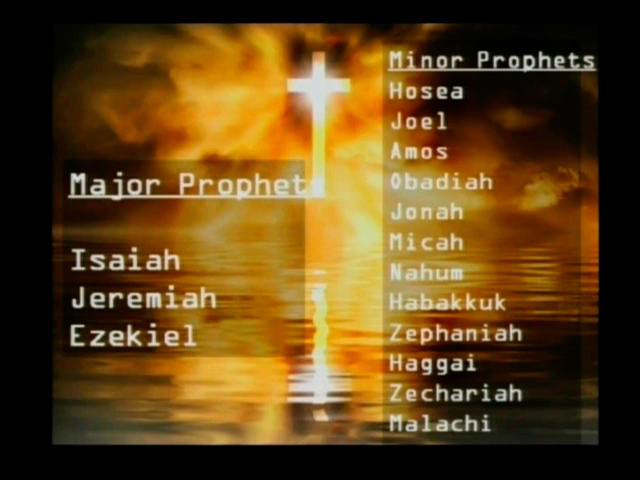 Major Prophet
Isaiah
Jeremiah
Ezekiel
Minor Prophets
Hosea
Joel
Amos
Obadiah
Jonah
Micah
Nahum
Habakkuk
Zephaniah
Haggai
Zechariah
Malachi